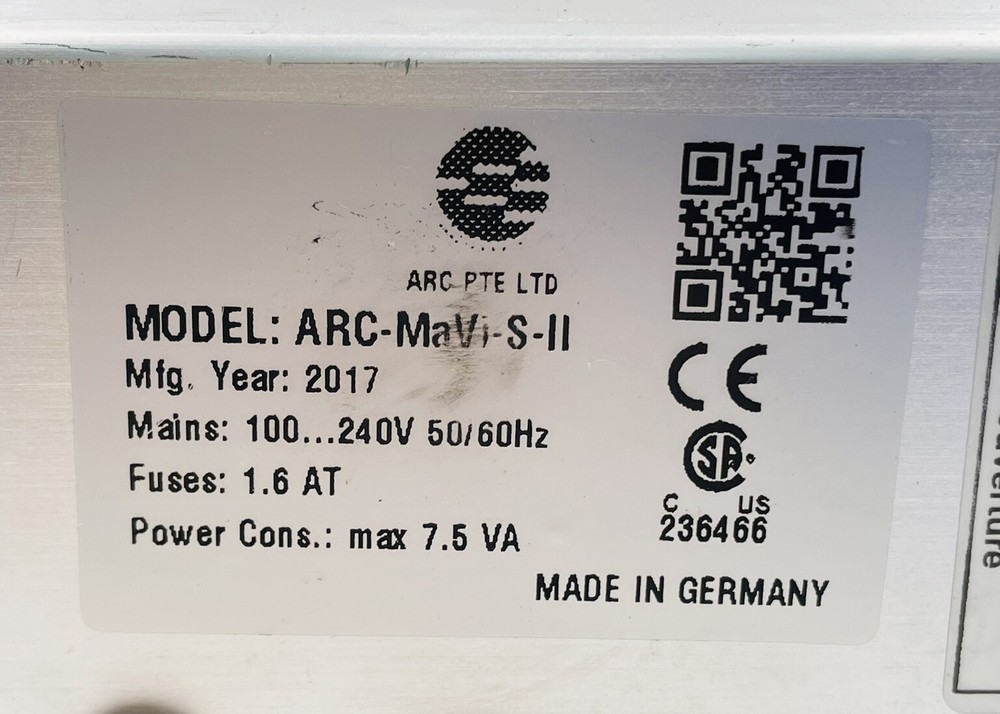 ARC PTE LTD
MODEL: ARC-MaVi-S-II
Mfg. Year: 2017
Mains: 100...240V 50/60Hz
Fuses: 1.6 AT
Power Cons.: max 7.5 VA
CE
SA
C US
236466
MADE IN GERMANY